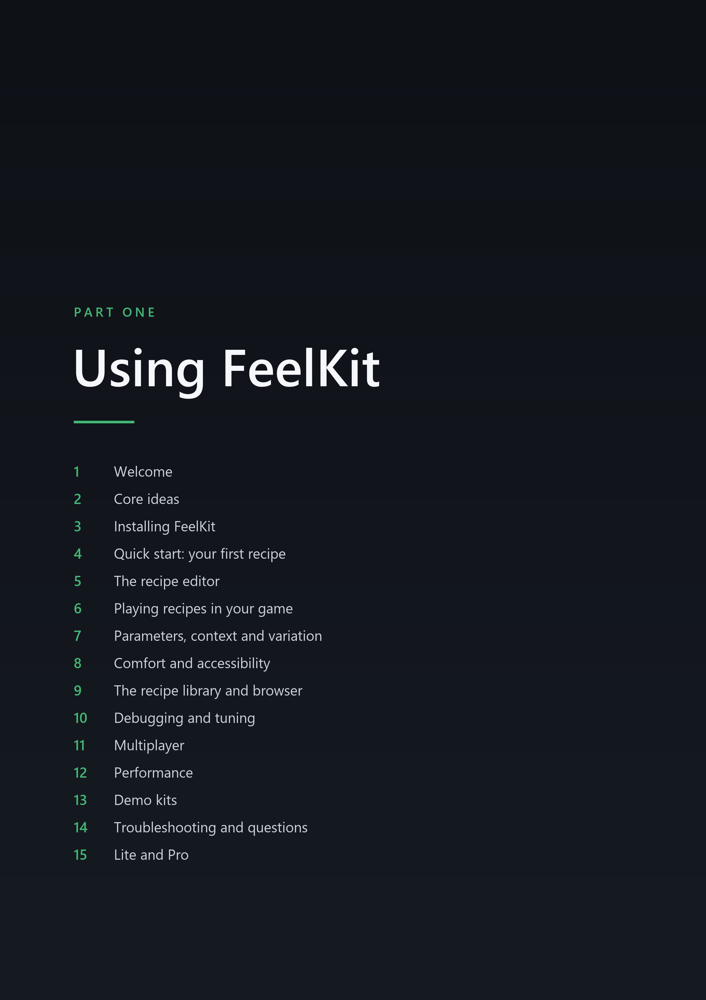 PART ONE
Using FeelKit
1 Welcome
2 Core ideas
3 Installing FeelKit
4 Quick start: your first recipe
5 The recipe editor
6 Playing recipes in your game
7 Parameters, context and variation
8 Comfort and accessibility
9 The recipe library and browser
10 Debugging and tuning
11 Multiplayer
12 Performance
13 Demo kits
14 Troubleshooting and questions
15 Lite and Pro